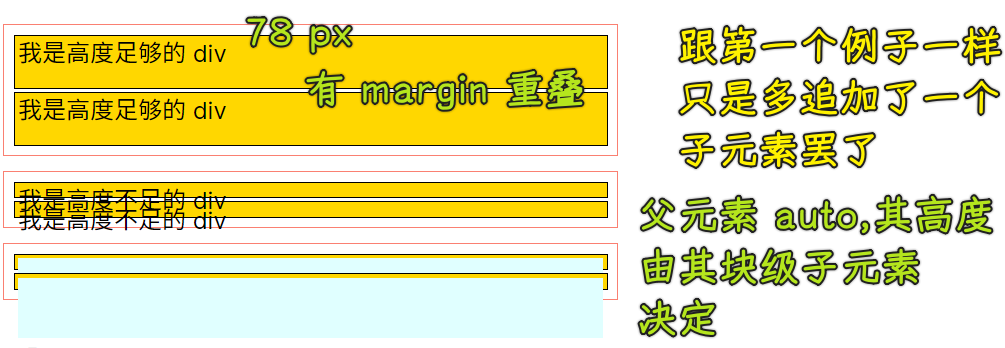 78 px
我是高度足够的 div
有 margin 重叠
我是高度足够的 div
我是高度不足的 div
我是高度不足的 div
跟第一个例子一样
只是多追加了一个
子元素罢了
父元素 auto,其高度
由其块级子元素
决定